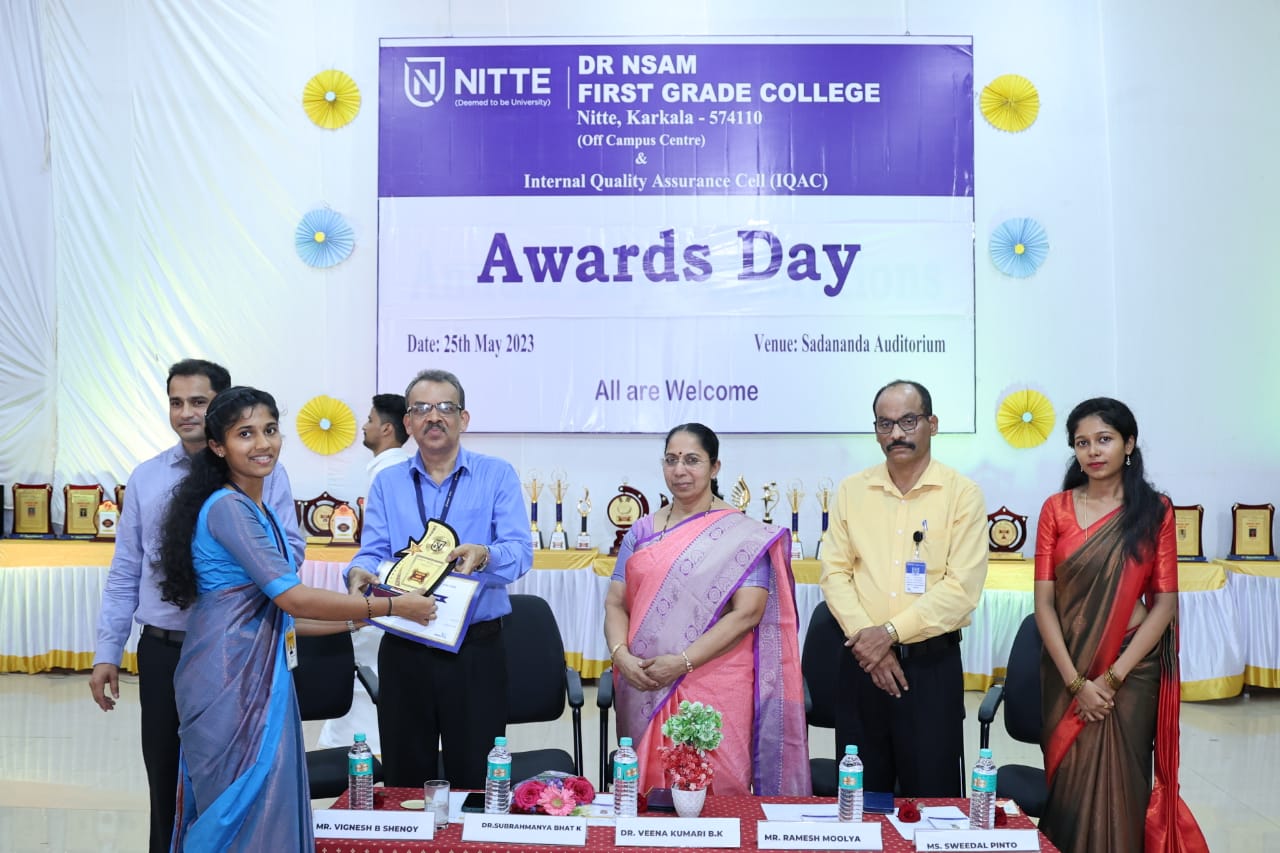 NITTE
(Deemed to be University)
DR NSAM
FIRST GRADE COLLEGE
Nitte, Karkala - 574110
(Off Campus Centre)
&
Internal Quality Assurance Cell (IQAC)
Awards Day
Date: 25th May 2023
Venue: Sadananda Auditorium
All are Welcome
MR. VIGNESH B SHENOY
DR.SUBRAHMANYA BHAT K
DR. VEENA KUMARI B.K
MR. RAMESH MOOLYA
MS. SWEEDAL PINTO